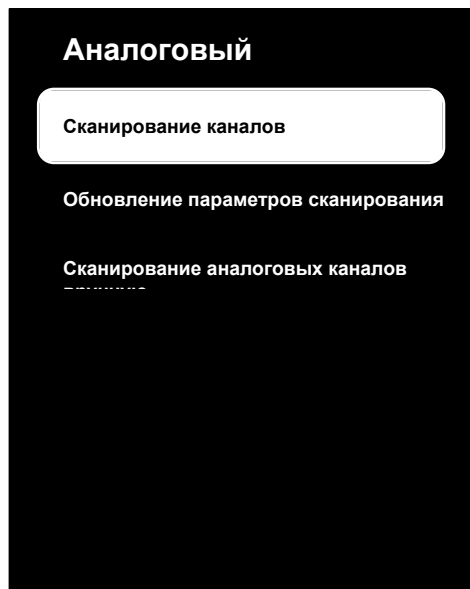 Аналоговый
Сканирование каналов
Обновление параметров сканирования
Сканирование аналоговых каналов